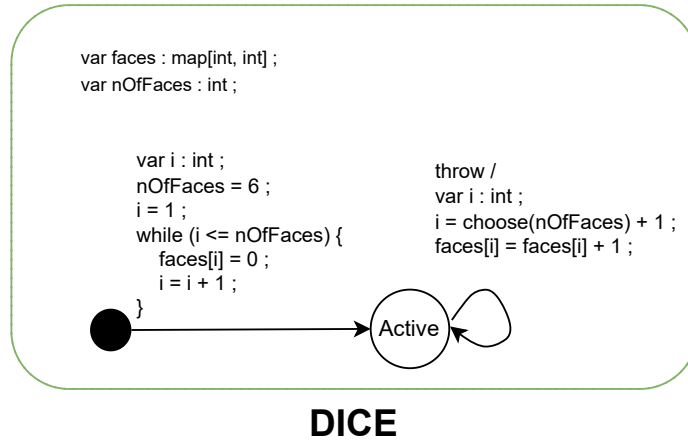 var faces : map[int, int] ;
var nOfFaces : int ;
var i : int ;
nOfFaces = 6 ;
i = 1 ;
while (i <= nOfFaces) {
faces[i] = 0 ;
i = i + 1 ;
}
throw /
var i : int ;
i = choose(nOfFaces) + 1 ;
faces[i] = faces[i] + 1 ;
Active
DICE